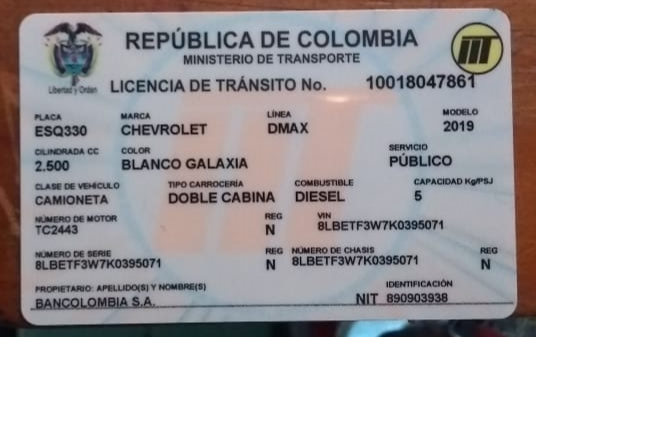 REPÚBLICA DE COLOMBIA
MINISTERIO DE TRANSPORTE
Libertad y Orden
LICENCIA DE TRÁNSITO No. 10018047861
PLACA MARCA LÍNEA MODELO
ESQ330 CHEVROLET DMAX 2019
CILINDRADA CC COLOR SERVICIO
2.500 BLANCO GALAXIA PÚBLICO
CLASE DE VEHÍCULO TIPO CARROCERÍA COMBUSTIBLE CAPACIDAD Kg/PSJ
CAMIONETA DOBLE CABINA DIESEL 5
NÚMERO DE MOTOR REG VIN
TC2443 N 8LBETF3W7K0395071
NÚMERO DE SERIE REG NÚMERO DE CHASIS REG
8LBETF3W7K0395071 N 8LBETF3W7K0395071 N
PROPIETARIO: APELLIDO(S) Y NOMBRE(S) IDENTIFICACIÓN
BANCOLOMBIA S.A. NIT 890903938